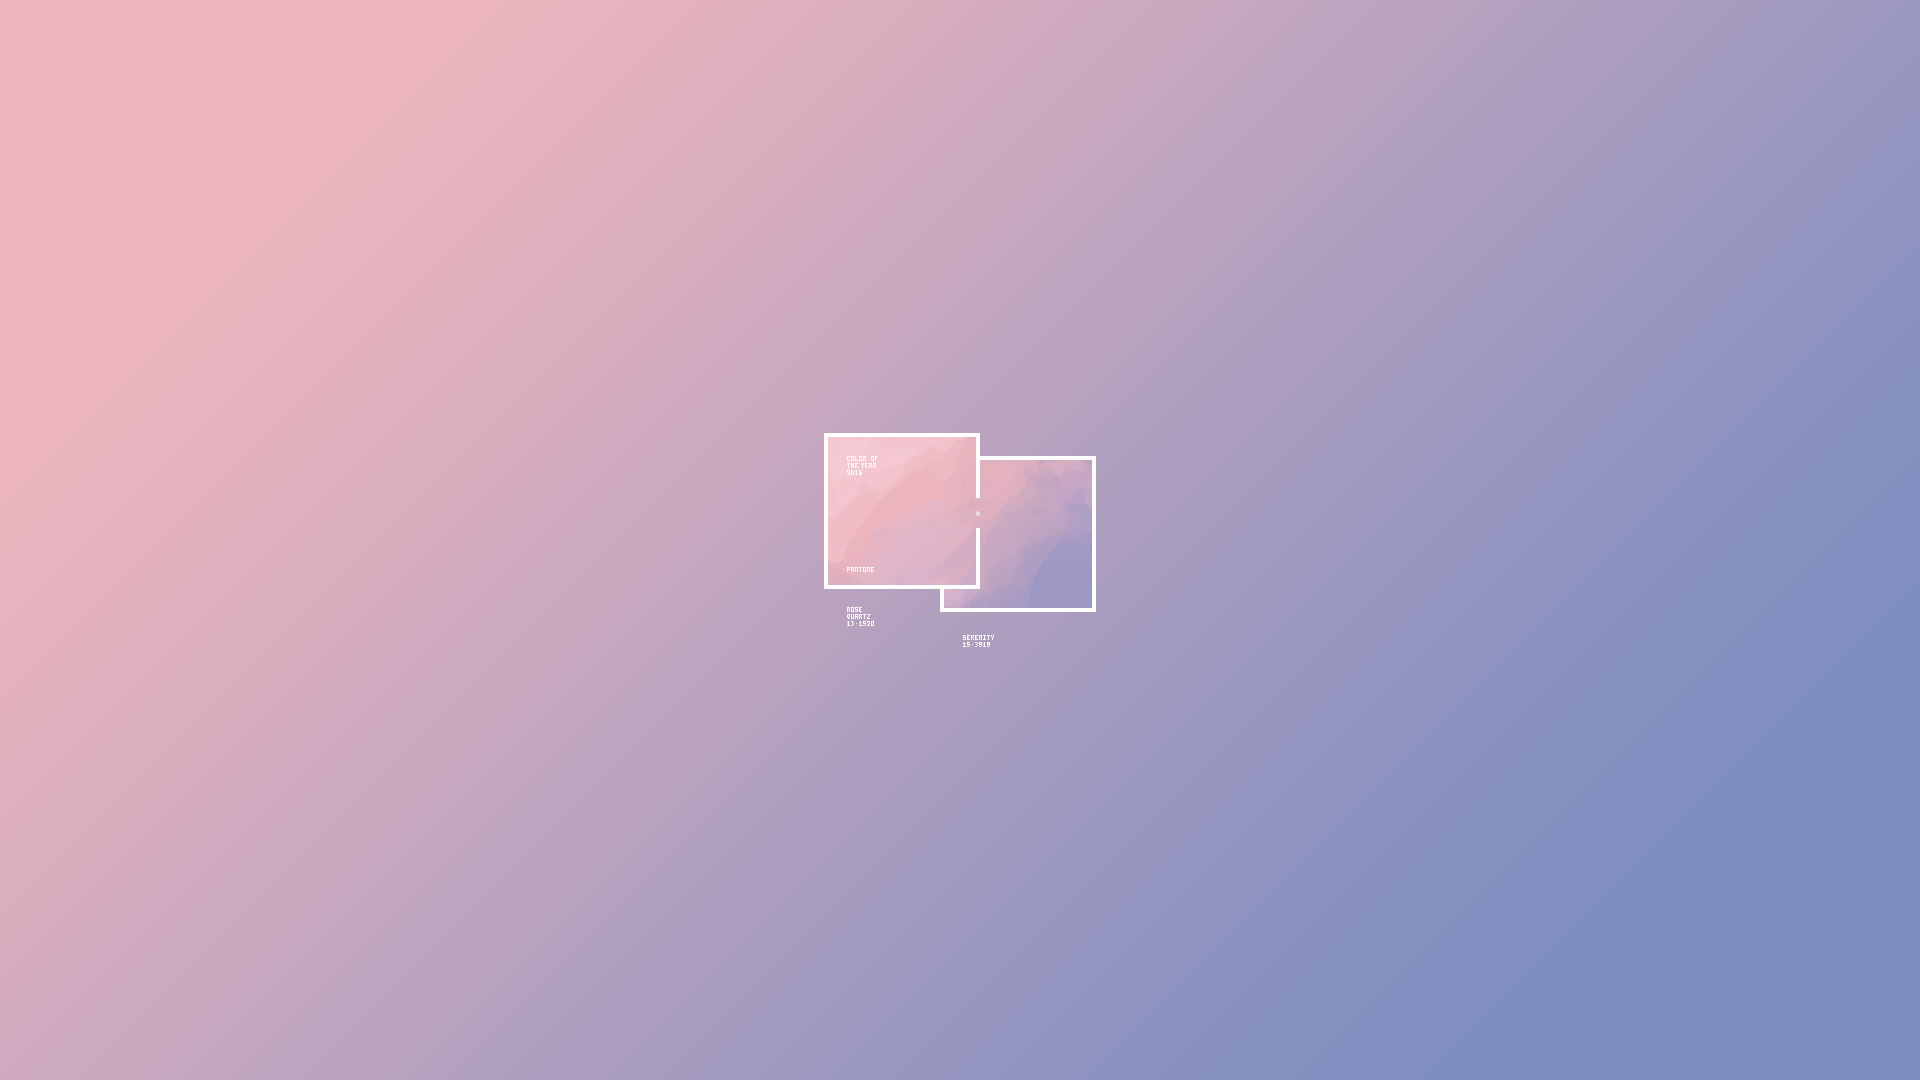 COLOR OF
THE YEAR
2016
&
PANTONE
ROSE
QUARTZ
13-1520
SERENITY
15-3919